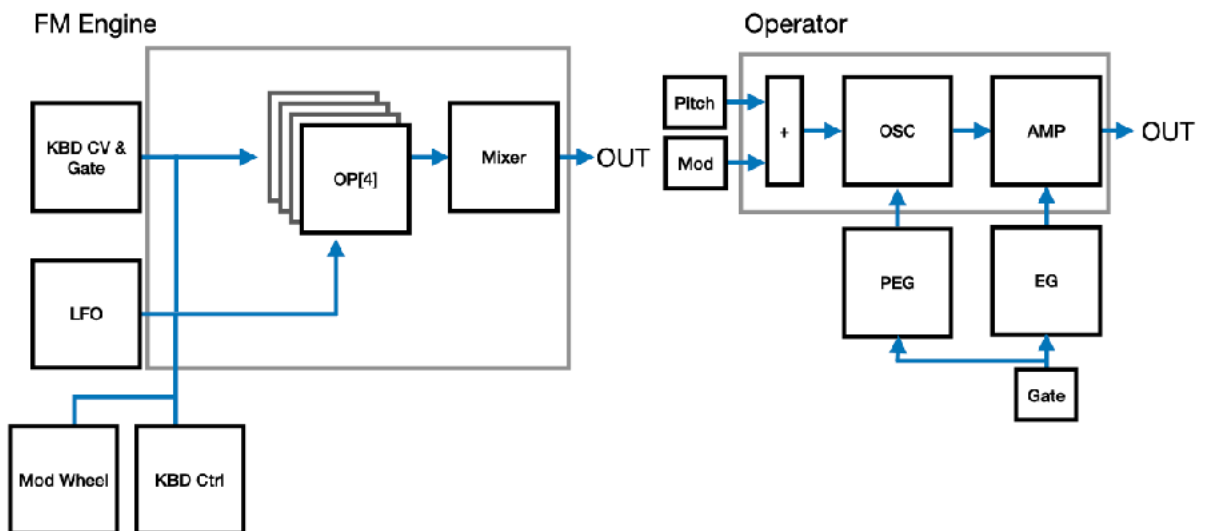 FM Engine
KBD CV &
Gate
OP[4]
Mixer
OUT
LFO
Mod Wheel
KBD Ctrl
Operator
Pitch
Mod
+
OSC
AMP
OUT
PEG
EG
Gate